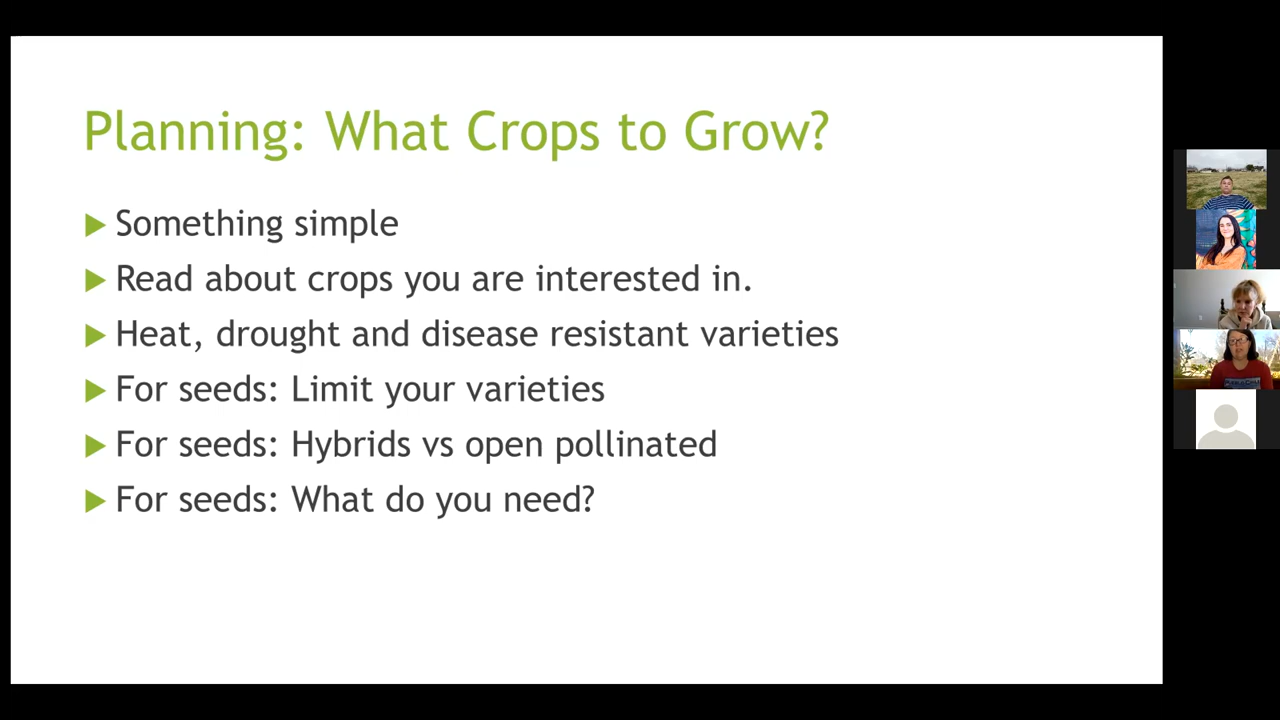 Planning: What Crops to Grow?
Something simple
Read about crops you are interested in.
Heat, drought and disease resistant varieties
For seeds: Limit your varieties
For seeds: Hybrids vs open pollinated
For seeds: What do you need?